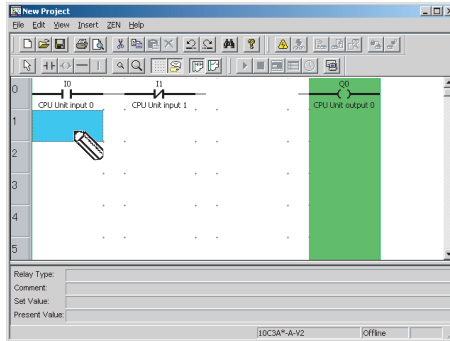 New Project
File Edit View Insert ZEN Help
0
I0
I1
Q0
CPU Unit input 0
CPU Unit input 1
CPU Unit output 0
1
2
3
4
5
Relay Type:
Comment:
Set Value:
Present Value:
10C3A*-A-V2
Offline